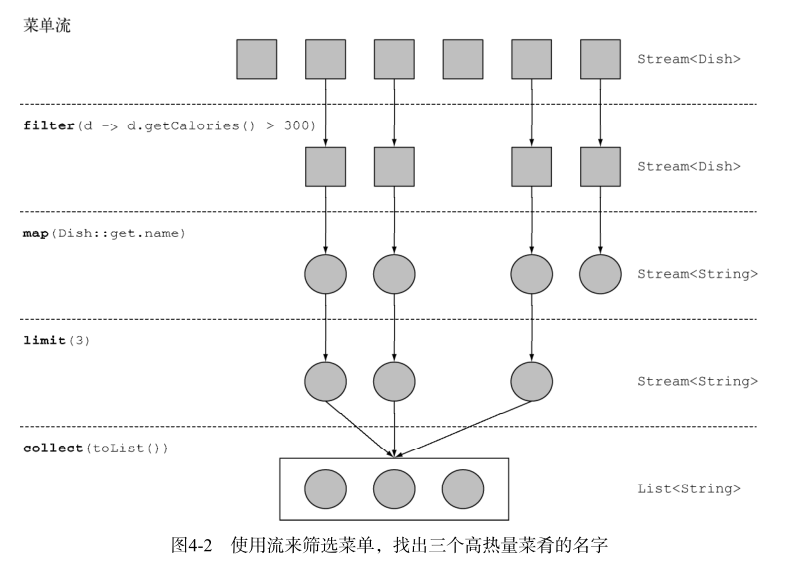 菜单流
Stream<Dish>
filter(d -> d.getCalories() > 300)
Stream<Dish>
map(Dish::get.name)
Stream<String>
limit(3)
Stream<String>
collect(toList())
List<String>
图4-2 使用流来筛选菜单，找出三个高热量菜肴的名字